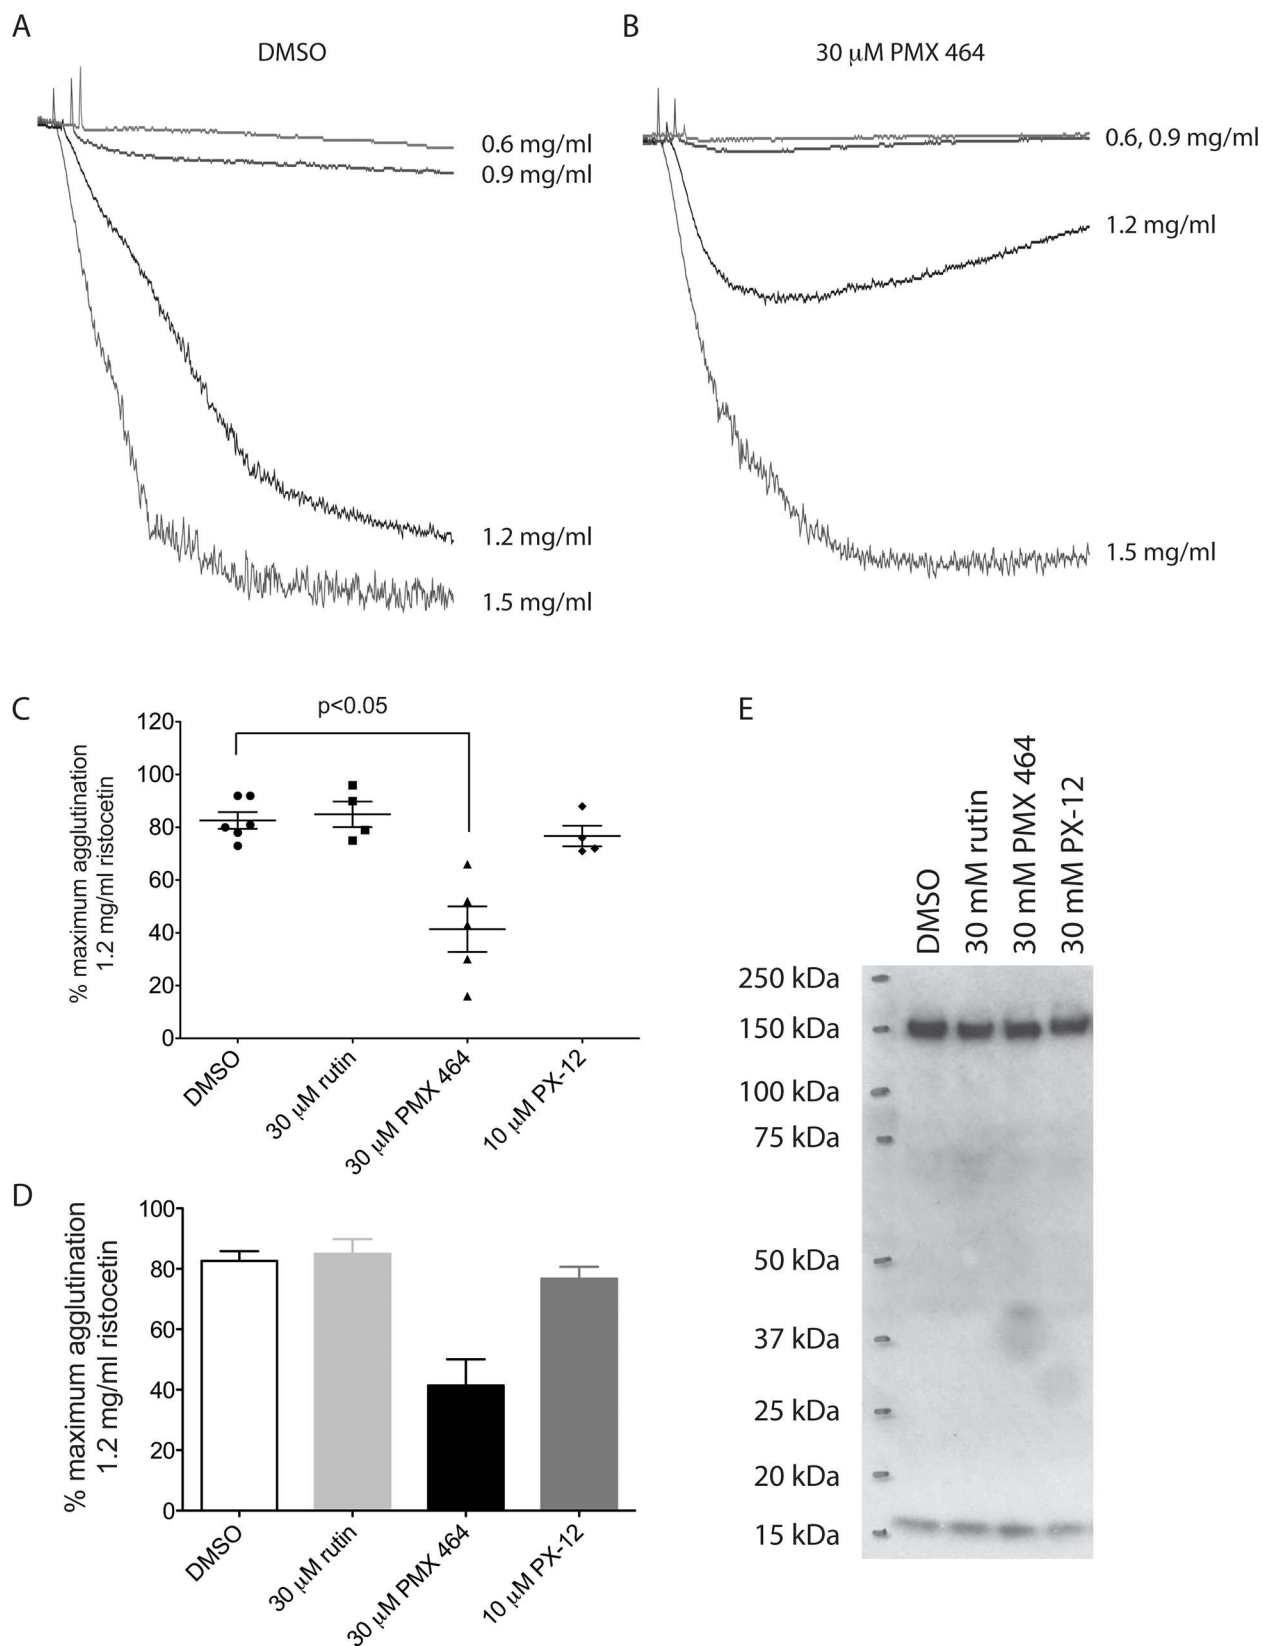 A
DMSO
0.6 mg/ml
0.9 mg/ml
1.2 mg/ml
1.5 mg/ml
B
30 µM PMX 464
0.6, 0.9 mg/ml
1.2 mg/ml
1.5 mg/ml
C
p<0.05
% maximum agglutination
1.2 mg/ml ristocetin
120
100
80
60
40
20
0
DMSO
30 µM rutin
30 µM PMX 464
10 µM PX-12
D
% maximum agglutination
1.2 mg/ml ristocetin
100
80
60
40
20
0
DMSO
30 µM rutin
30 µM PMX 464
10 µM PX-12
E
DMSO
30 mM rutin
30 mM PMX 464
30 mM PX-12
250 kDa
150 kDa
100 kDa
75 kDa
50 kDa
37 kDa
25 kDa
20 kDa
15 kDa